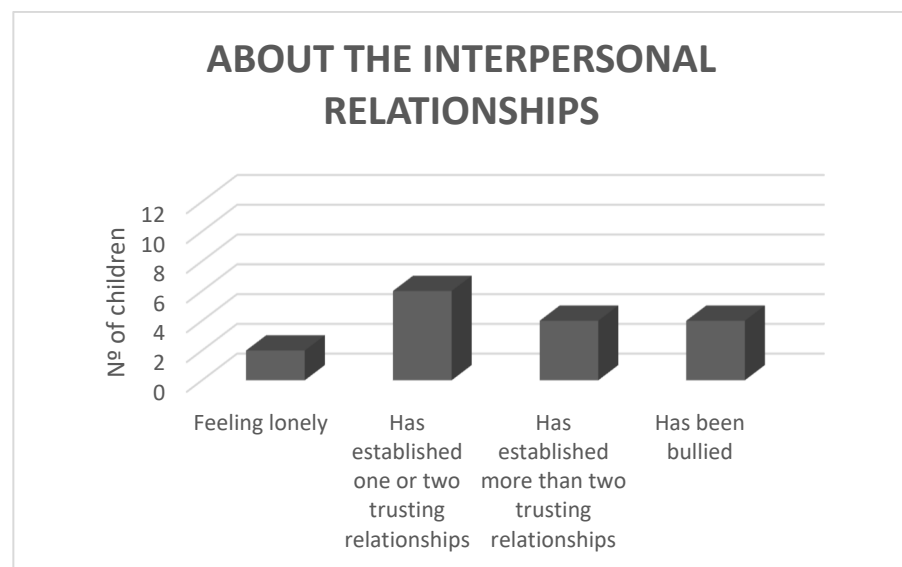 ABOUT THE INTERPERSONAL
RELATIONSHIPS
Nº of children
12
10
8
6
4
2
0
Feeling lonely
Has
established
one or two
trusting
relationships
Has
established
more than two
trusting
relationships
Has been
bullied